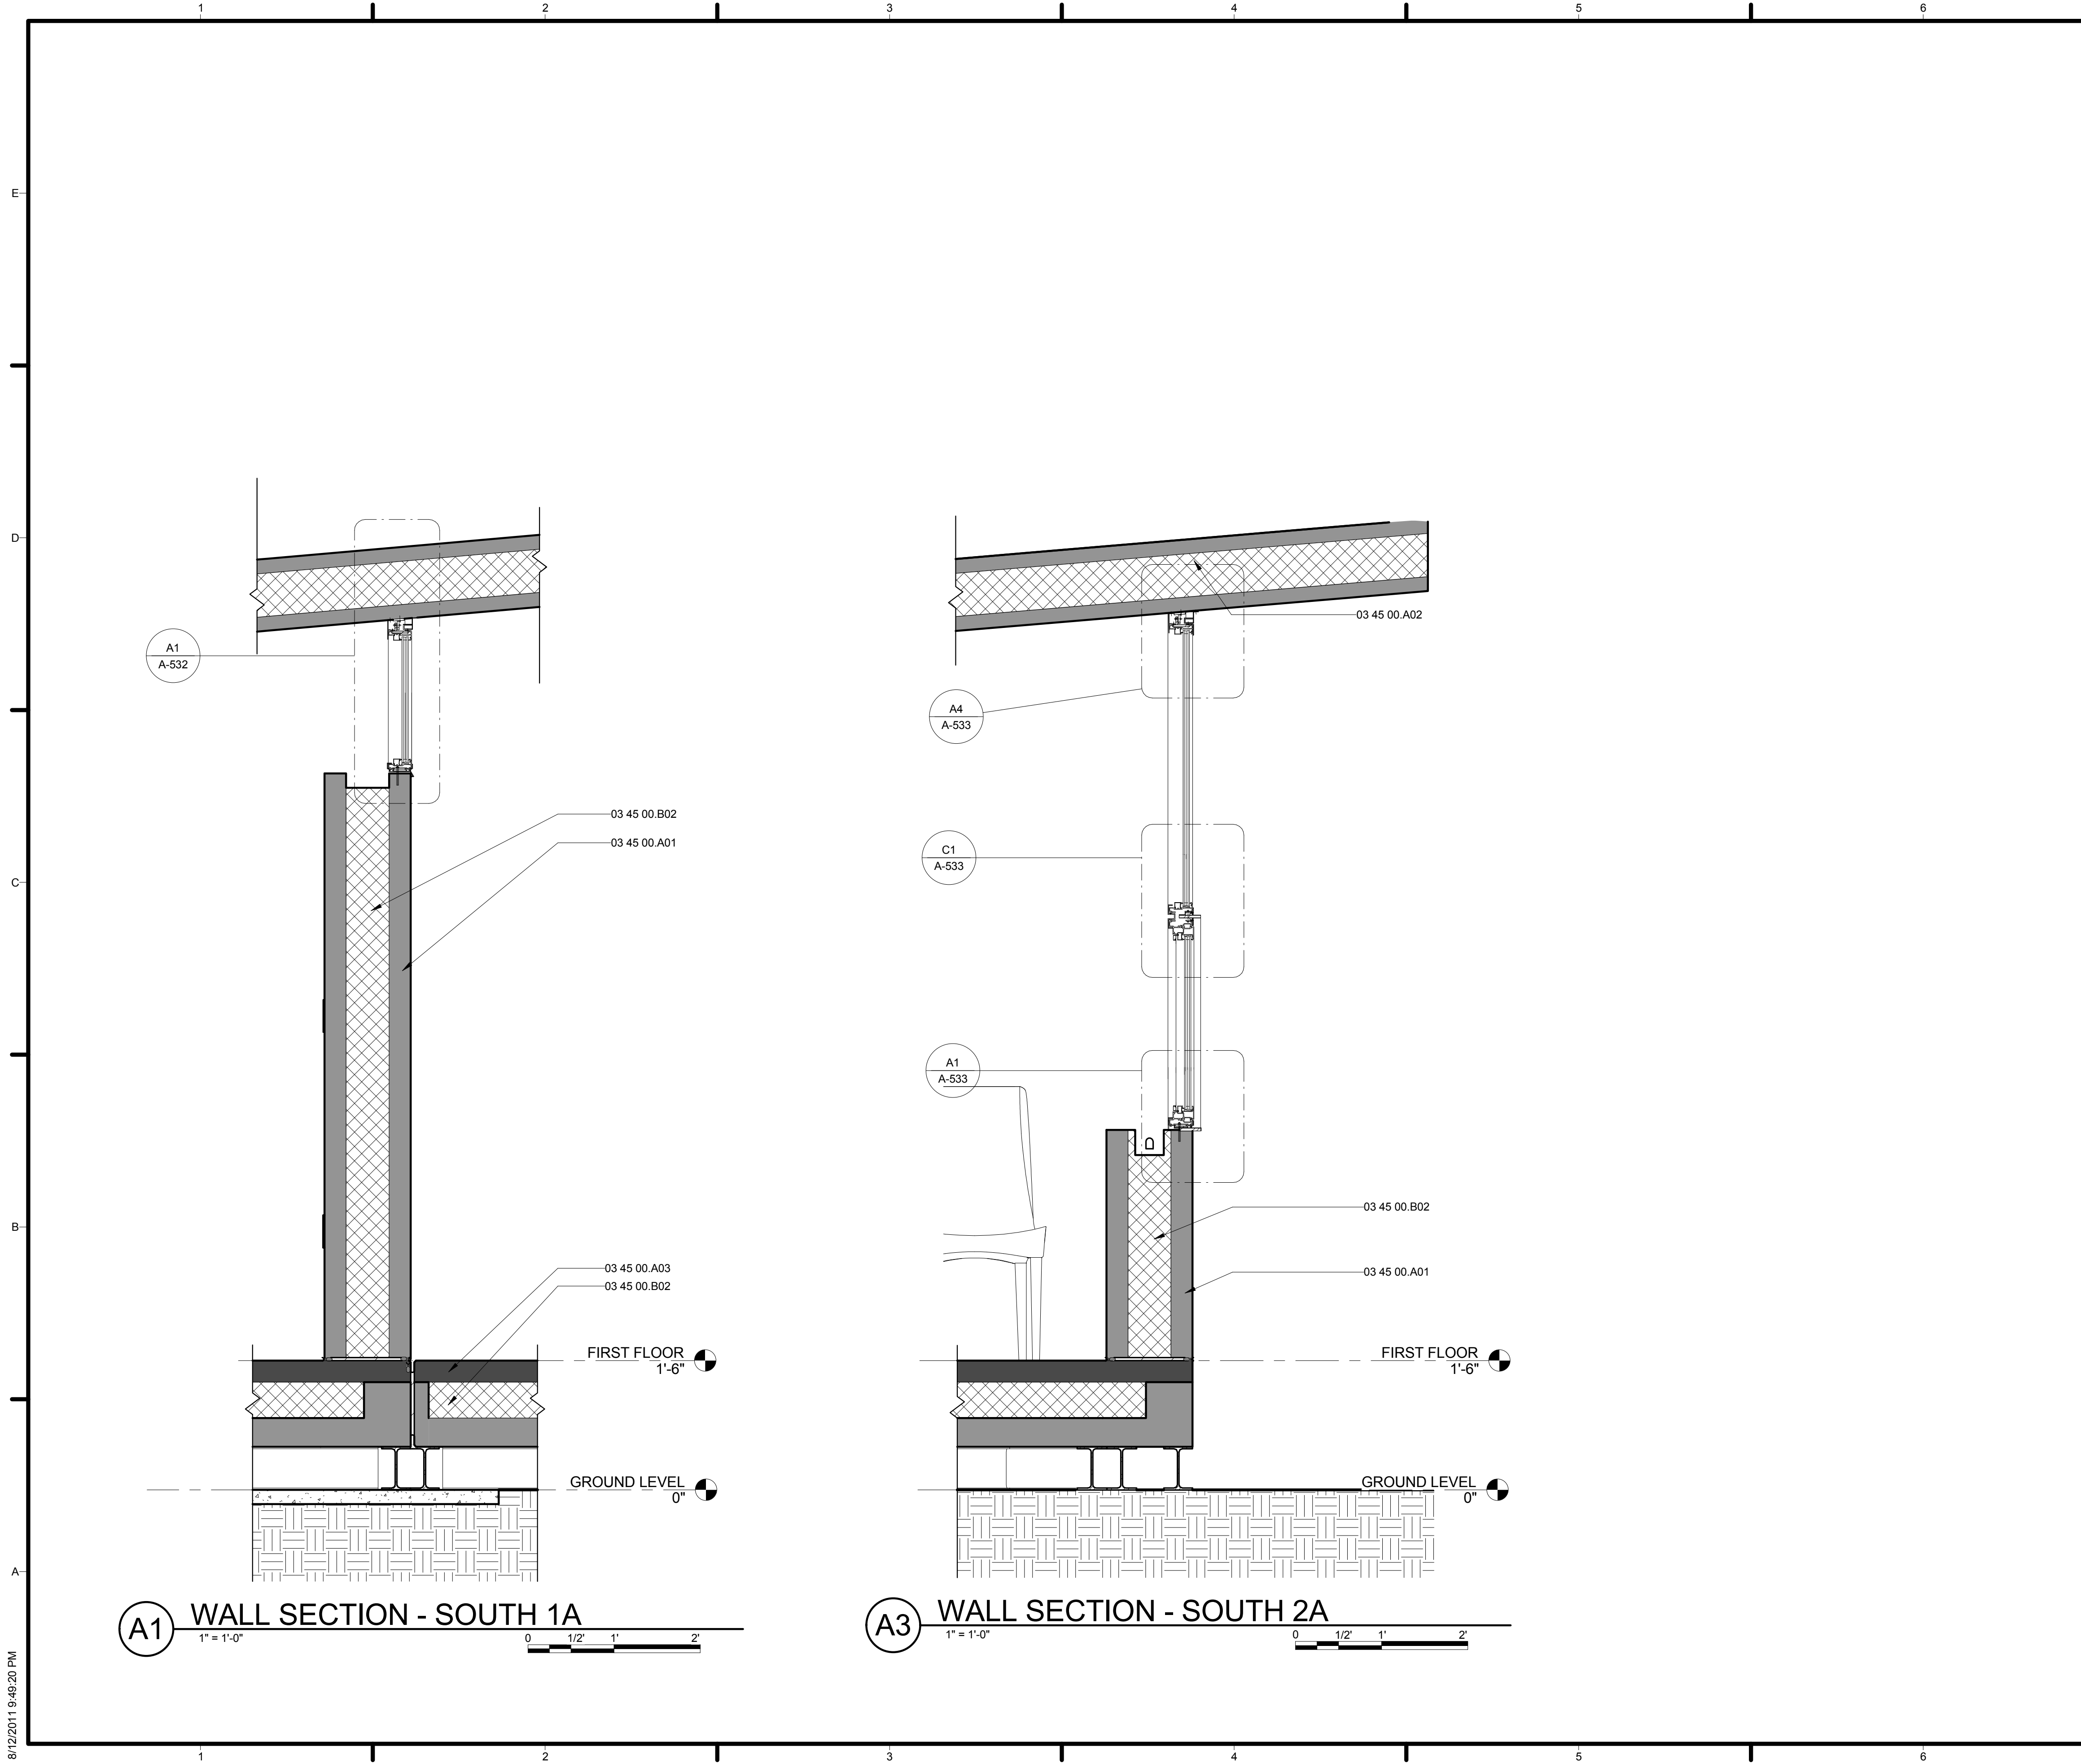 1 2 3 4 5 6
E
D
C
B
A
A1
A-532
03 45 00.B02
03 45 00.A01
03 45 00.A03
03 45 00.B02
FIRST FLOOR
1'-6"
GROUND LEVEL
0"
A1
WALL SECTION - SOUTH 1A
1" = 1'-0"
0 1/2' 1' 2'
03 45 00.A02
A4
A-533
C1
A-533
A1
A-533
03 45 00.B02
03 45 00.A01
FIRST FLOOR
1'-6"
GROUND LEVEL
0"
A3
WALL SECTION - SOUTH 2A
1" = 1'-0"
0 1/2' 1' 2'
8/12/2011 9:49:20 PM
1 2 3 4 5 6